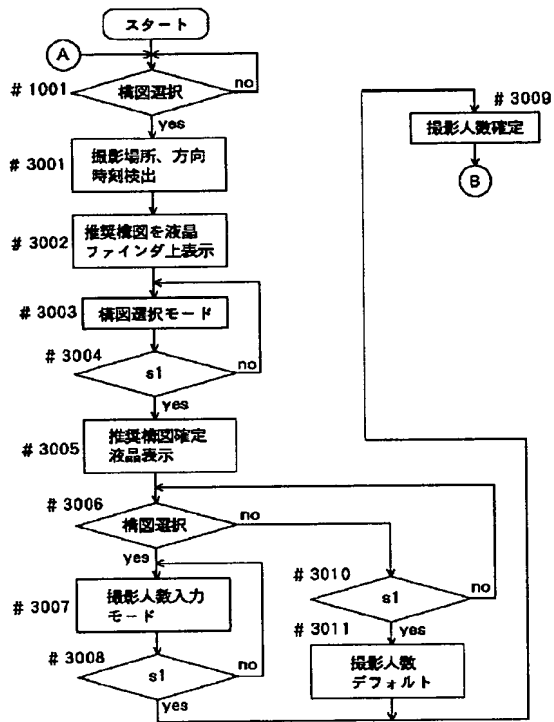 スタート
A
# 1001
構図選択
no
yes
# 3001
撮影場所、方向
時刻検出
# 3002
推奨構図を液晶
ファインダ上表示
# 3003
構図選択モード
# 3004
s1
no
yes
# 3005
推奨構図確定
液晶表示
# 3006
構図選択
no
yes
# 3007
撮影人数入力
モード
# 3008
s1
no
yes
# 3009
撮影人数確定
B
# 3010
s1
no
yes
# 3011
撮影人数
デフォルト